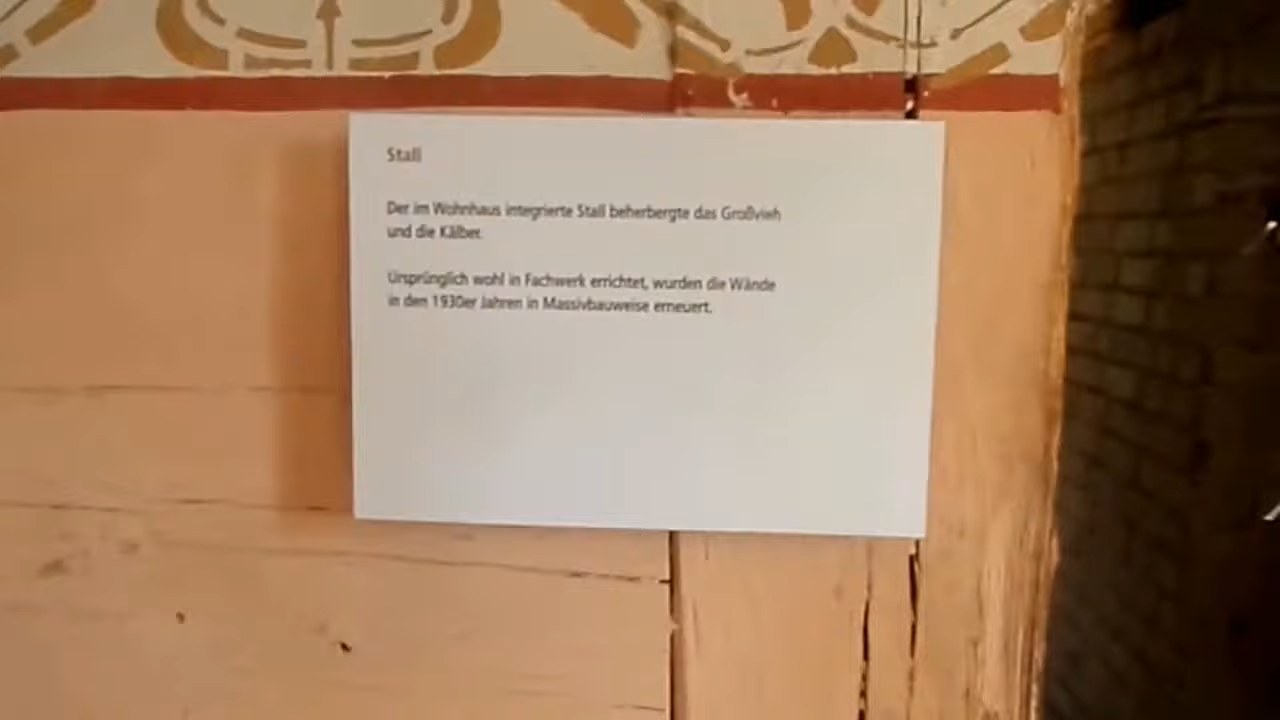 Stall
Der im Wohnhaus integrierte Stall beherbergte das Großvieh
und die Kälber.
Ursprünglich wohl in Fachwerk errichtet, wurden die Wände
in den 1930er Jahren in Massivbauweise erneuert.